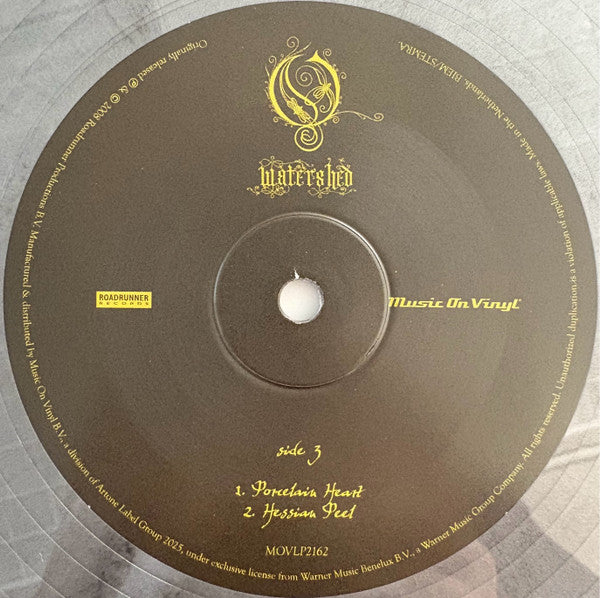 Watershed
ROADRUNNER
RECORDS
Music On Vinyl
side 3
1. Porcelain Heart
2. Hessian Peel
MOVLP2162
Originally released ℗ & © 2008 Roadrunner Productions B.V. Manufactured & distributed by Music On Vinyl B.V., a division of Artone Label Group 2023, under exclusive license from Warner Music Benelux B.V., a Warner Music Group Company. All rights reserved. Unauthorized duplication is a violation of applicable laws. Made in the Netherlands. BIEM/STEMRA.